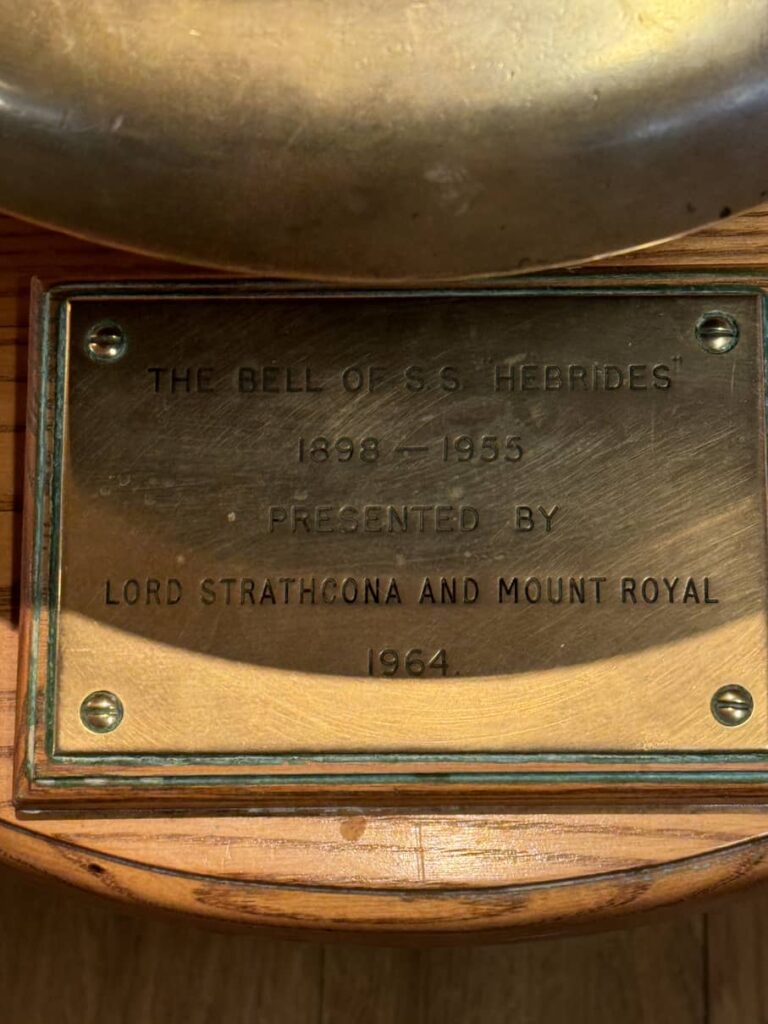 THE BELL OF S.S. "HEBRIDES"
1898 — 1955
PRESENTED BY
LORD STRATHCONA AND MOUNT ROYAL
1964.